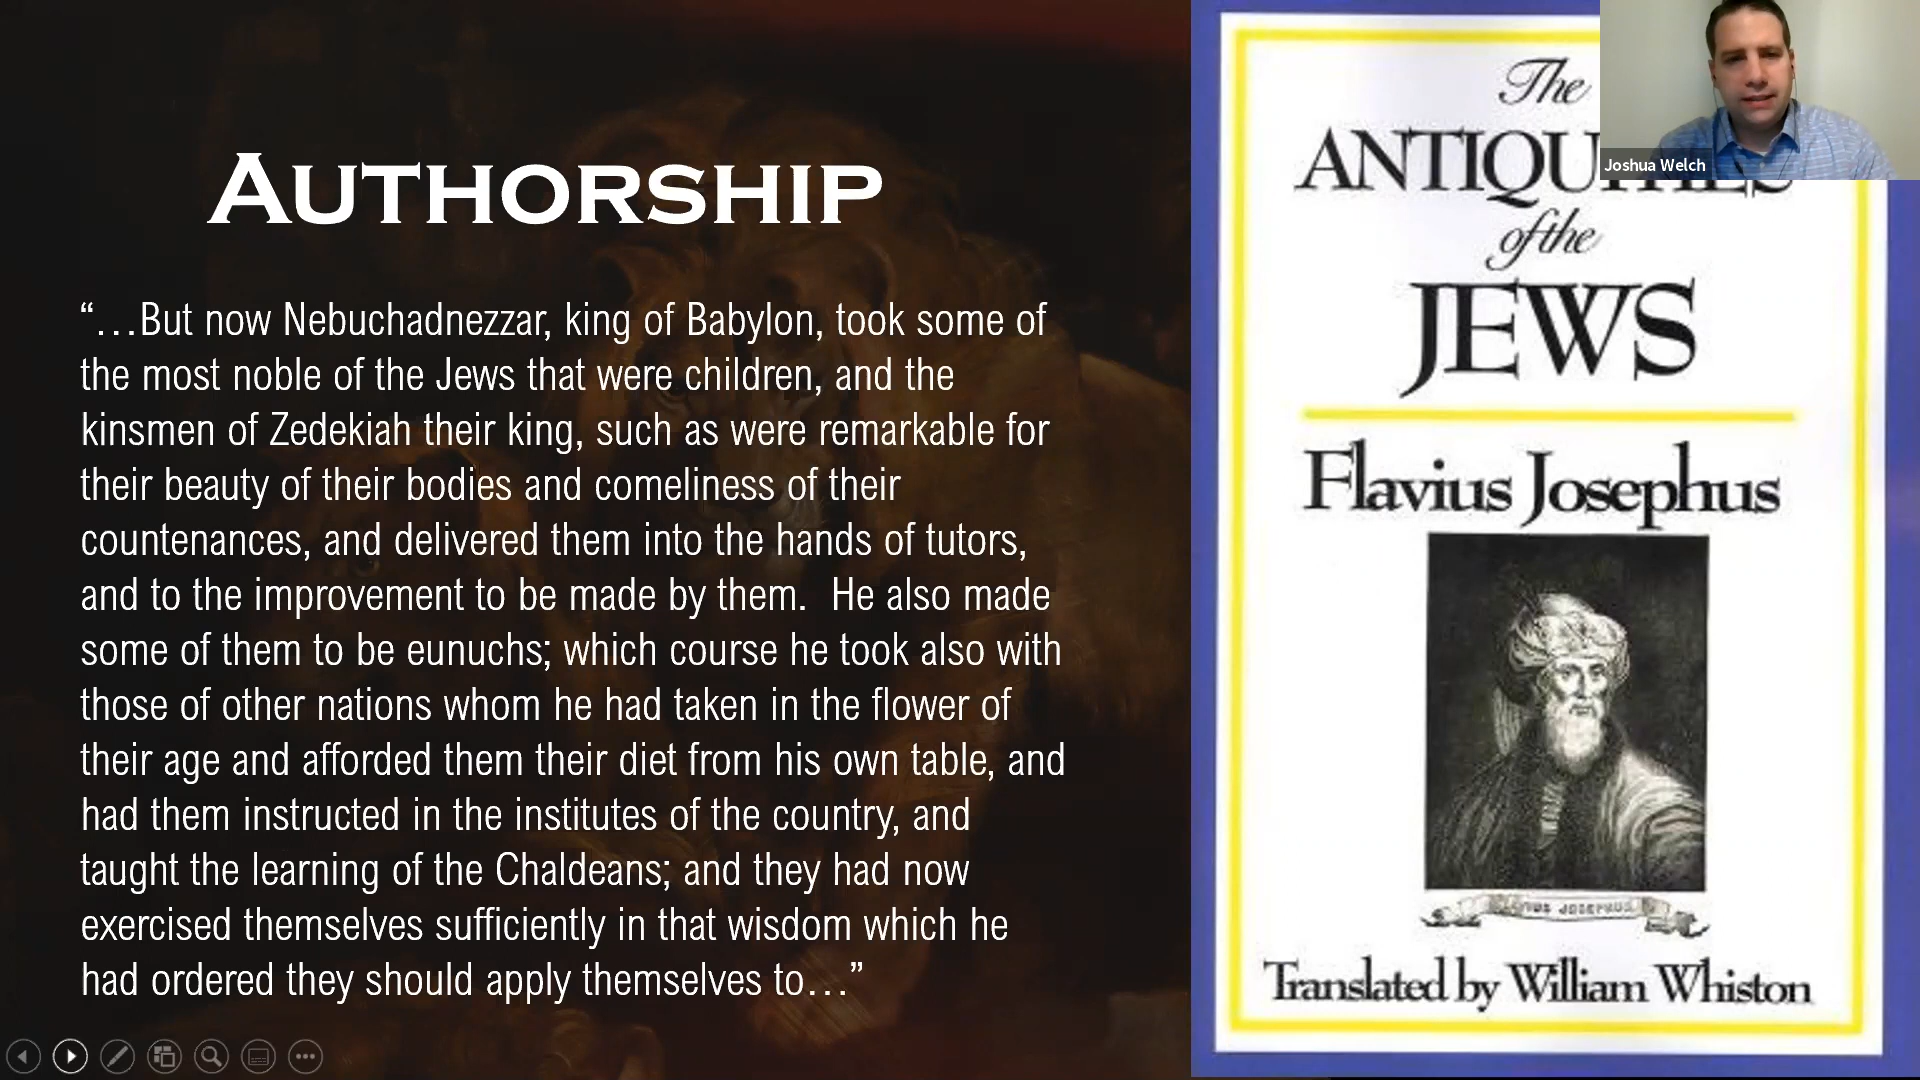 AUTHORSHIP
“…But now Nebuchadnezzar, king of Babylon, took some of
the most noble of the Jews that were children, and the
kinsmen of Zedekiah their king, such as were remarkable for
their beauty of their bodies and comeliness of their
countenances, and delivered them into the hands of tutors,
and to the improvement to be made by them.  He also made
some of them to be eunuchs; which course he took also with
those of other nations whom he had taken in the flower of
their age and afforded them their diet from his own table, and
had them instructed in the institutes of the country, and
taught the learning of the Chaldeans; and they had now
exercised themselves sufficiently in that wisdom which he
had ordered they should apply themselves to…”
The
of the
JEWS
Flavius Josephus
JOSEPHUS
Translated by William Whiston
Joshua Welch